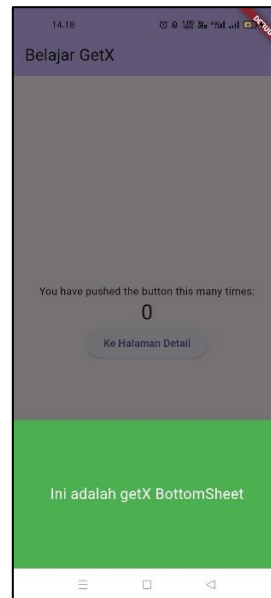 14.18
DEBUG
Belajar GetX
You have pushed the button this many times:
0
Ke Halaman Detail
Ini adalah getX BottomSheet